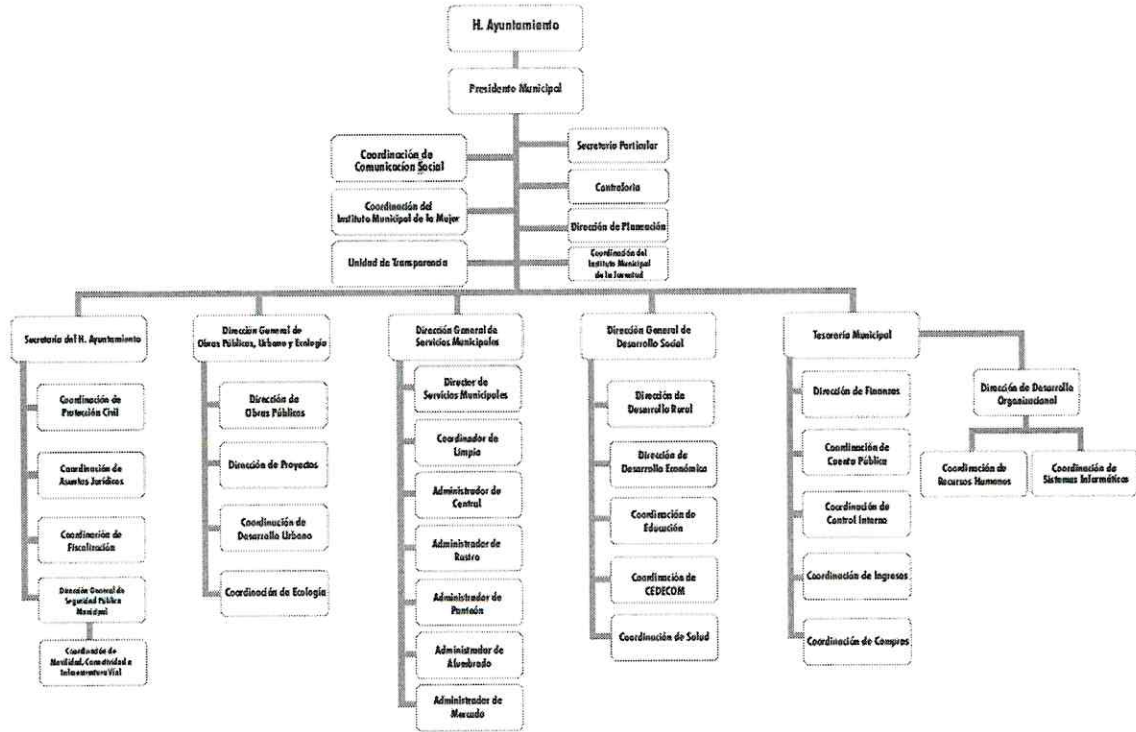 H. Ayuntamiento
Presidente Municipal
Coordinación de
Comunicación Social
Secretario Particular
Contraloría
Coordinación del
Instituto Municipal de la Mujer
Dirección de Planeación
Unidad de Transparencia
Coordinación del
Instituto Municipal
de la Juventud
Secretaría del H. Ayuntamiento
Coordinación de
Protección Civil
Coordinación de
Asuntos Jurídicos
Coordinación de
Fiscalización
Dirección General de
Seguridad Pública
Municipal
Coordinación de
Movilidad, Conectividad e
Infraestructura Vial
Dirección General de
Obras Públicas, Urbano y Ecología
Dirección de
Obras Públicas
Dirección de Proyectos
Coordinación de
Desarrollo Urbano
Coordinación de Ecología
Dirección General de
Servicios Municipales
Director de
Servicios Municipales
Coordinador de
Limpia
Administrador de
Central
Administrador de
Rastro
Administrador de
Panteón
Administrador de
Alumbrado
Administrador de
Mercado
Dirección General de
Desarrollo Social
Dirección de
Desarrollo Rural
Dirección de
Desarrollo Económico
Coordinación de
Educación
Coordinación de
CEDECOM
Coordinación de Salud
Tesorería Municipal
Dirección de Finanzas
Coordinación de
Cuenta Pública
Coordinación de
Control Interno
Coordinación de Ingresos
Coordinación de Compras
Dirección de Desarrollo
Organizacional
Coordinación de
Recursos Humanos
Coordinación de
Sistemas Informáticos